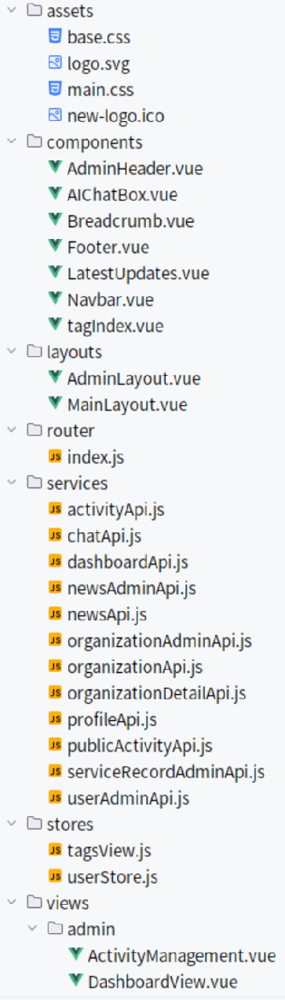 assets
base.css
logo.svg
main.css
new-logo.ico
components
AdminHeader.vue
AIChatBox.vue
Breadcrumb.vue
Footer.vue
LatestUpdates.vue
Navbar.vue
tagIndex.vue
layouts
AdminLayout.vue
MainLayout.vue
router
JS index.js
services
JS activityApi.js
JS chatApi.js
JS dashboardApi.js
JS newsAdminApi.js
JS newsApi.js
JS organizationAdminApi.js
JS organizationApi.js
JS organizationDetailApi.js
JS profileApi.js
JS publicActivityApi.js
JS serviceRecordAdminApi.js
JS userAdminApi.js
stores
JS tagsView.js
JS userStore.js
views
admin
ActivityManagement.vue
DashboardView.vue